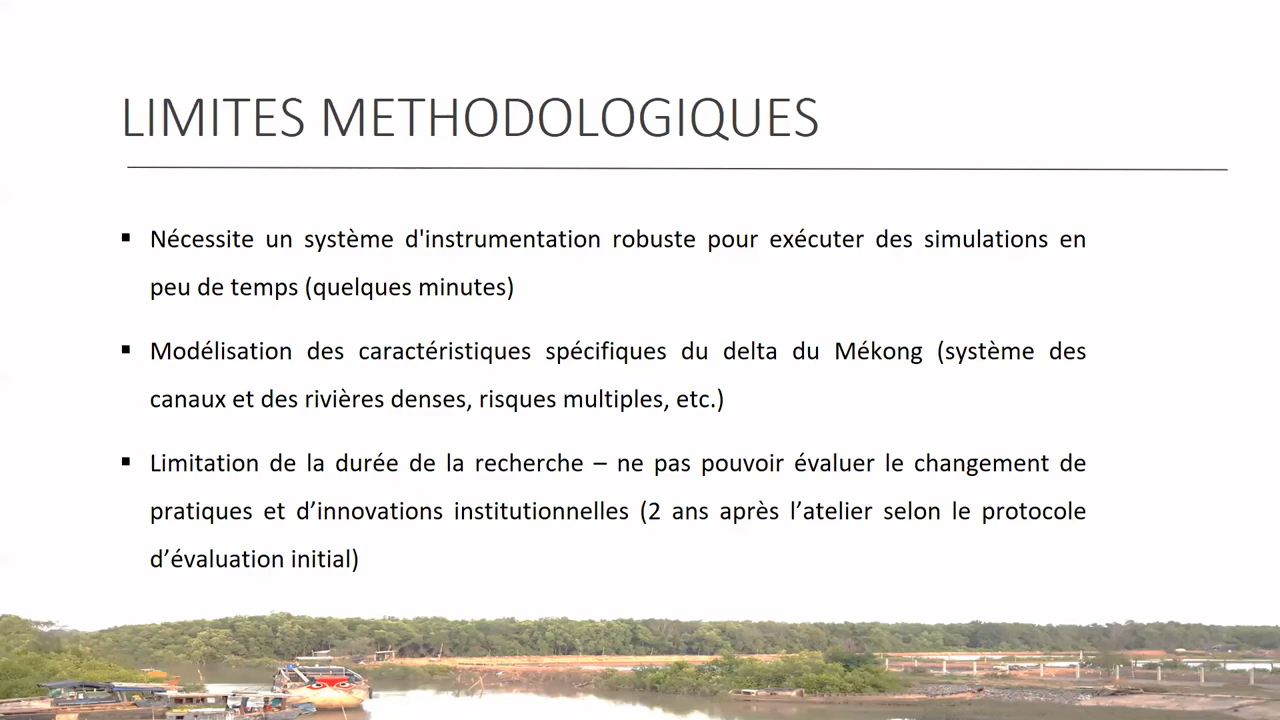 LIMITES METHODOLOGIQUES
▪ Nécessite un système d'instrumentation robuste pour exécuter des simulations en
peu de temps (quelques minutes)
▪ Modélisation des caractéristiques spécifiques du delta du Mékong (système des
canaux et des rivières denses, risques multiples, etc.)
▪ Limitation de la durée de la recherche – ne pas pouvoir évaluer le changement de
pratiques et d’innovations institutionnelles (2 ans après l’atelier selon le protocole
d’évaluation initial)